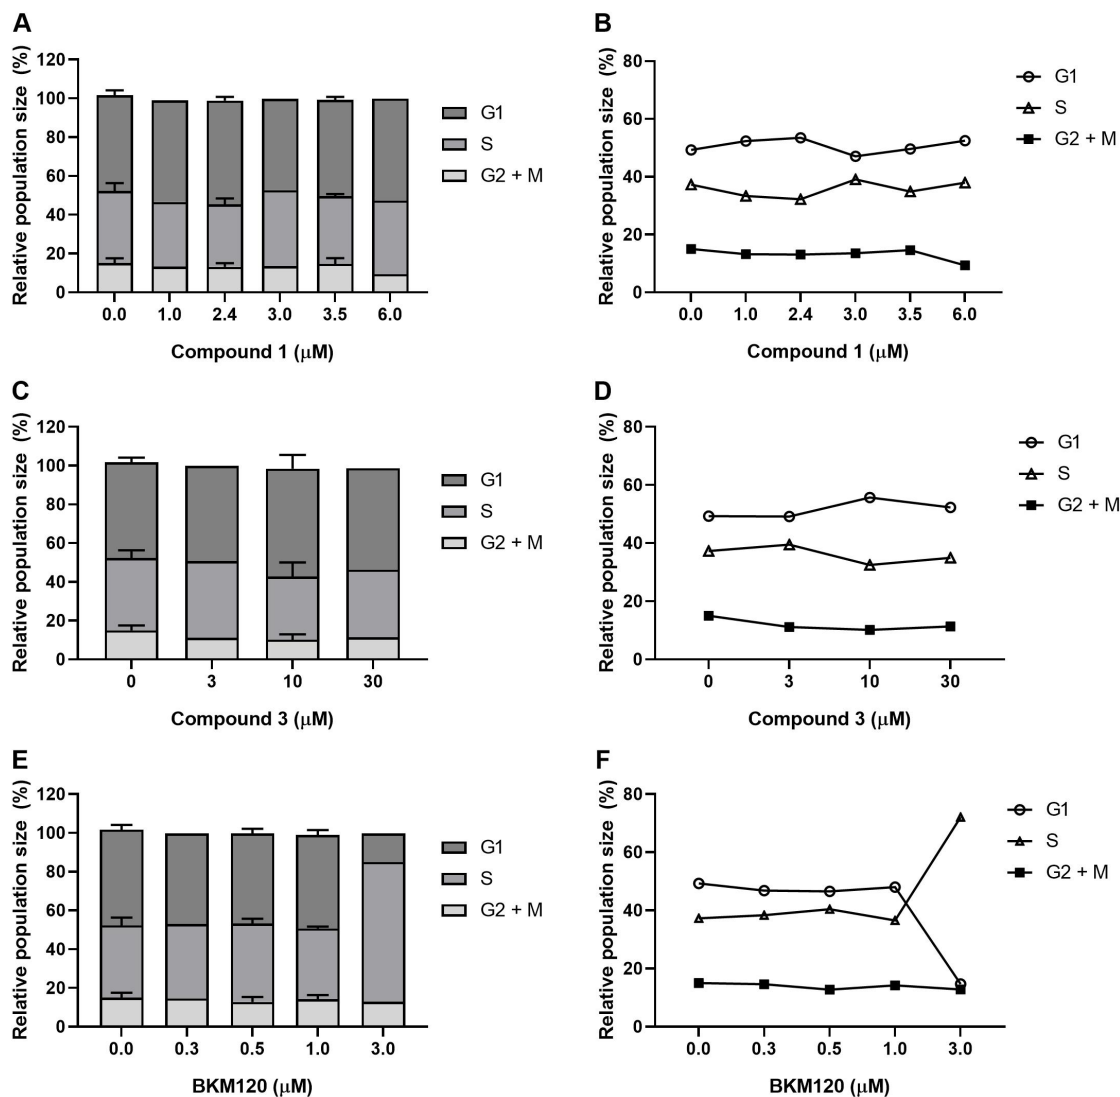 A
Relative population size (%)
120
100
80
60
40
20
0
0.0 1.0 2.4 3.0 3.5 6.0
Compound 1 (μM)
G1
S
G2 + M
B
Relative population size (%)
80
60
40
20
0
0.0 1.0 2.4 3.0 3.5 6.0
Compound 1 (μM)
G1
S
G2 + M
C
Relative population size (%)
120
100
80
60
40
20
0
0 3 10 30
Compound 3 (μM)
G1
S
G2 + M
D
Relative population size (%)
80
60
40
20
0
0 3 10 30
Compound 3 (μM)
G1
S
G2 + M
E
Relative population size (%)
120
100
80
60
40
20
0
0.0 0.3 0.5 1.0 3.0
BKM120 (μM)
G1
S
G2 + M
F
Relative population size (%)
80
60
40
20
0
0.0 0.3 0.5 1.0 3.0
BKM120 (μM)
G1
S
G2 + M